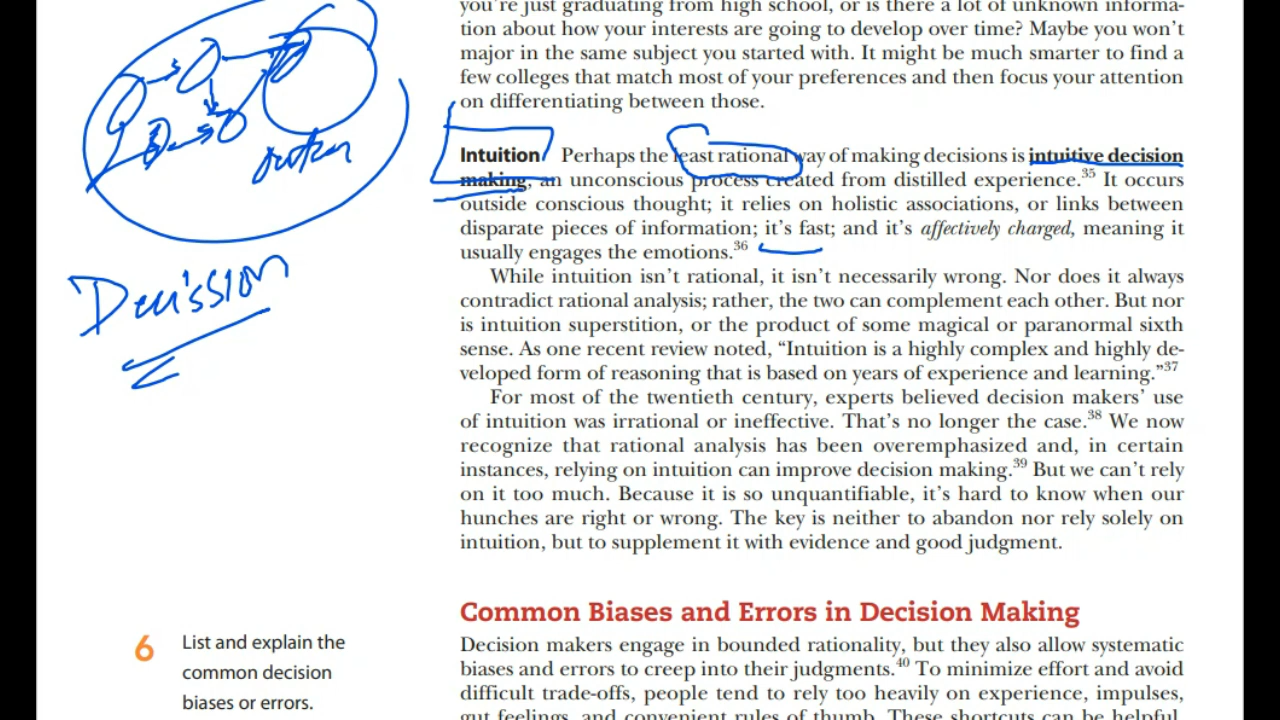 you're just graduating from high school, or is there a lot of unknown informa-
tion about how your interests are going to develop over time? Maybe you won't
major in the same subject you started with. It might be much smarter to find a
few colleges that match most of your preferences and then focus your attention
on differentiating between those.
Intuition Perhaps the least rational way of making decisions is intuitive decision
making, an unconscious process created from distilled experience.35 It occurs
outside conscious thought; it relies on holistic associations, or links between
disparate pieces of information; it's fast; and it's affectively charged, meaning it
usually engages the emotions.36
While intuition isn't rational, it isn't necessarily wrong. Nor does it always
contradict rational analysis; rather, the two can complement each other. But nor
is intuition superstition, or the product of some magical or paranormal sixth
sense. As one recent review noted, “Intuition is a highly complex and highly de-
veloped form of reasoning that is based on years of experience and learning.”37
For most of the twentieth century, experts believed decision makers' use
of intuition was irrational or ineffective. That's no longer the case.38 We now
recognize that rational analysis has been overemphasized and, in certain
instances, relying on intuition can improve decision making.39 But we can't rely
on it too much. Because it is so unquantifiable, it's hard to know when our
hunches are right or wrong. The key is neither to abandon nor rely solely on
intuition, but to supplement it with evidence and good judgment.
Common Biases and Errors in Decision Making
Decision makers engage in bounded rationality, but they also allow systematic
biases and errors to creep into their judgments.40 To minimize effort and avoid
difficult trade-offs, people tend to rely too heavily on experience, impulses,
gut feelings, and convenient rules of thumb. These shortcuts can be helpful.
Decission
6 List and explain the
common decision
biases or errors.